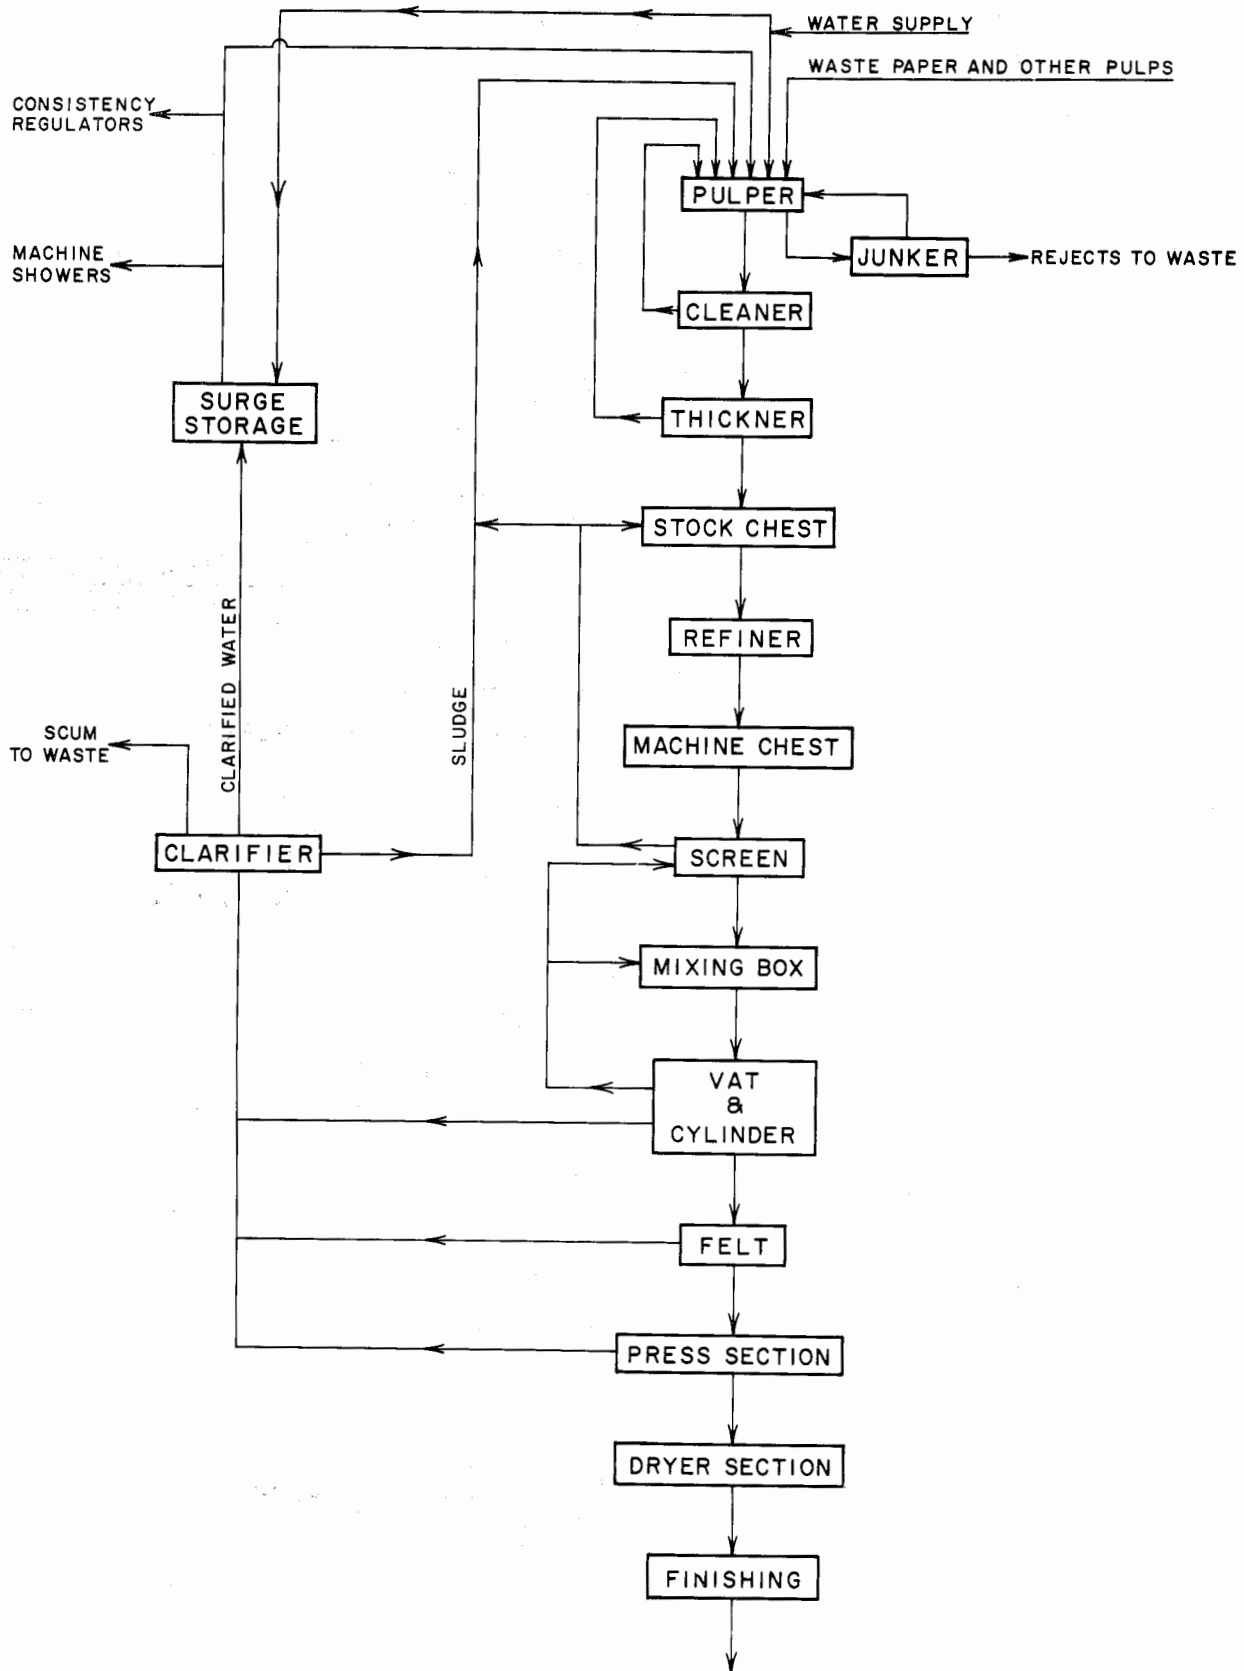 WATER SUPPLY
WASTE PAPER AND OTHER PULPS
CONSISTENCY
REGULATORS
PULPER
MACHINE
SHOWERS
JUNKER
REJECTS TO WASTE
CLEANER
SURGE
STORAGE
THICKNER
STOCK CHEST
CLARIFIED WATER
REFINER
SLUDGE
SCUM
TO WASTE
MACHINE CHEST
CLARIFIER
SCREEN
MIXING BOX
VAT
&
CYLINDER
FELT
PRESS SECTION
DRYER SECTION
FINISHING